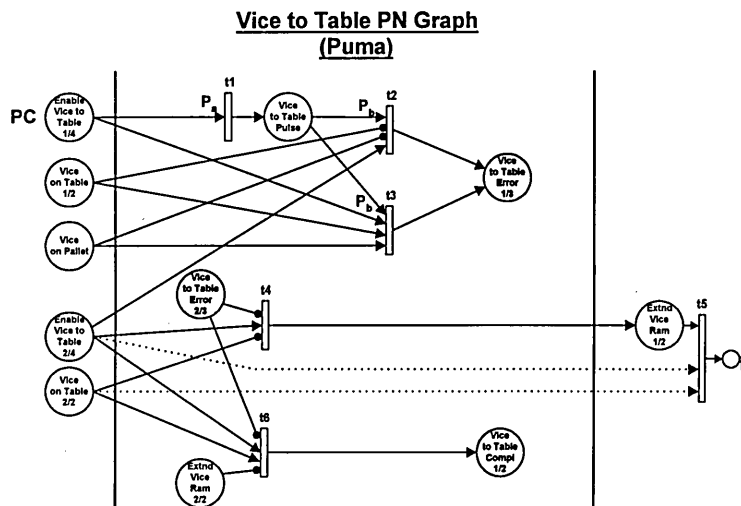 Vice to Table PN Graph
(Puma)
PC
Enable
Vice to
Table
1/4
Vice
on Table
1/2
Vice
on Pallet
Enable
Vice to
Table
2/4
Vice
on Table
2/2
t1
P_a
Vice
to Table
Pulse
P_b
t2
P_b
t3
Vice
to Table
Error
1/3
Vice
to Table
Error
2/3
t4
Extnd
Vice
Ram
1/2
t5
t6
Extnd
Vice
Ram
2/2
Vice
to Table
Compl
1/2